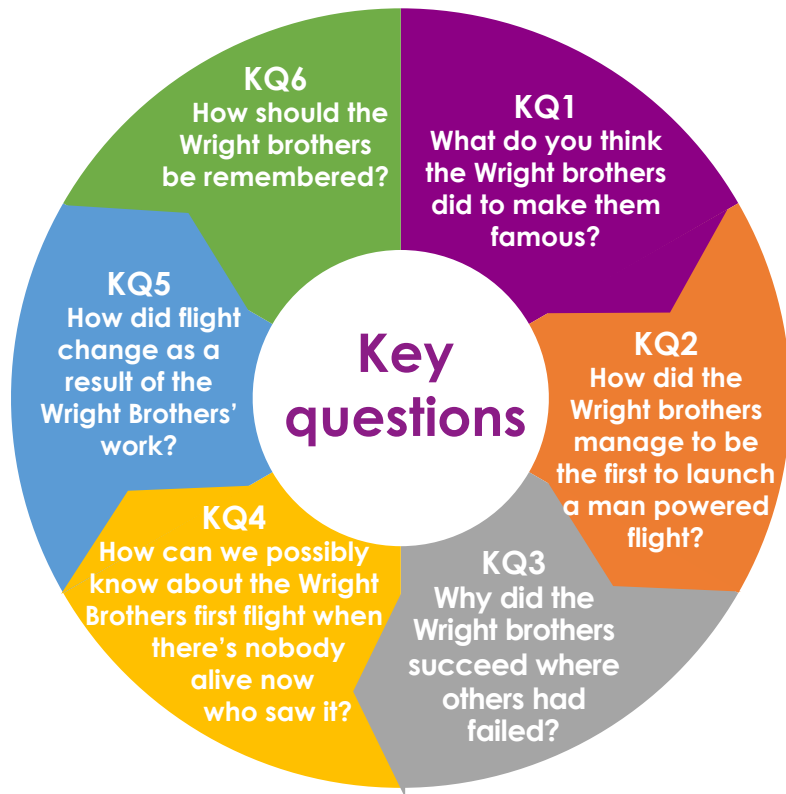 Key
questions
KQ1
What do you think
the Wright brothers
did to make them
famous?
KQ2
How did the
Wright brothers
manage to be
the first to launch
a man powered
flight?
KQ3
Why did the
Wright brothers
succeed where
others had
failed?
KQ4
How can we possibly
know about the Wright
Brothers first flight when
there's nobody
alive now
who saw it?
KQ5
How did flight
change as a
result of the
Wright Brothers'
work?
KQ6
How should the
Wright brothers
be remembered?